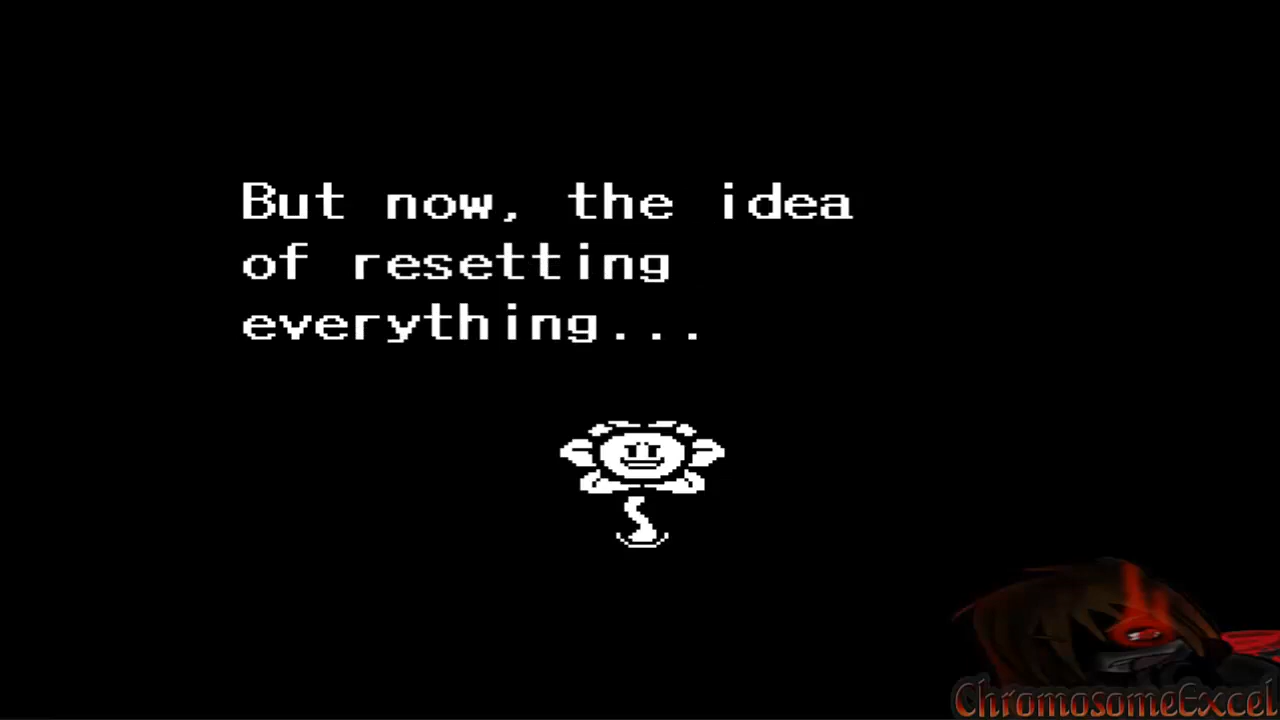 But now, the idea
of resetting
everything...
ChromosomeExcel